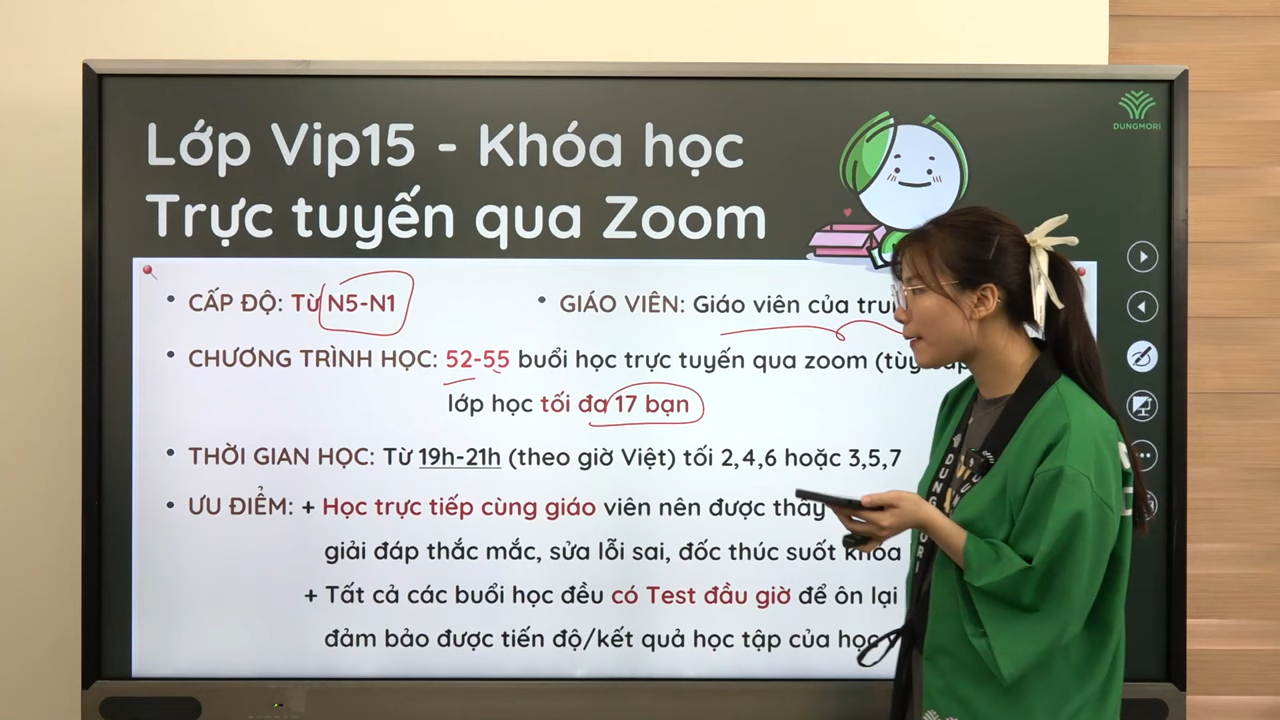 DUNGMORI
Lớp Vip15 - Khóa học
Trực tuyến qua Zoom
• CẤP ĐỘ: Từ N5-N1
• GIÁO VIÊN: Giáo viên của
• CHƯƠNG TRÌNH HỌC: 52-55 buổi học trực tuyến qua zoom
lớp học tối đa 17 bạn
• THỜI GIAN HỌC: Từ 19h-21h (theo giờ Việt) tối 2,4,6 hoặc 3,5,7
• ƯU ĐIỂM: + Học trực tiếp cùng giáo viên nên được
giải đáp thắc mắc, sửa lỗi sai, đốc thúc suốt khóa
+ Tất cả các buổi học đều có Test đầu giờ để ôn lại
đảm bảo được tiến độ/kết quả học tập của học